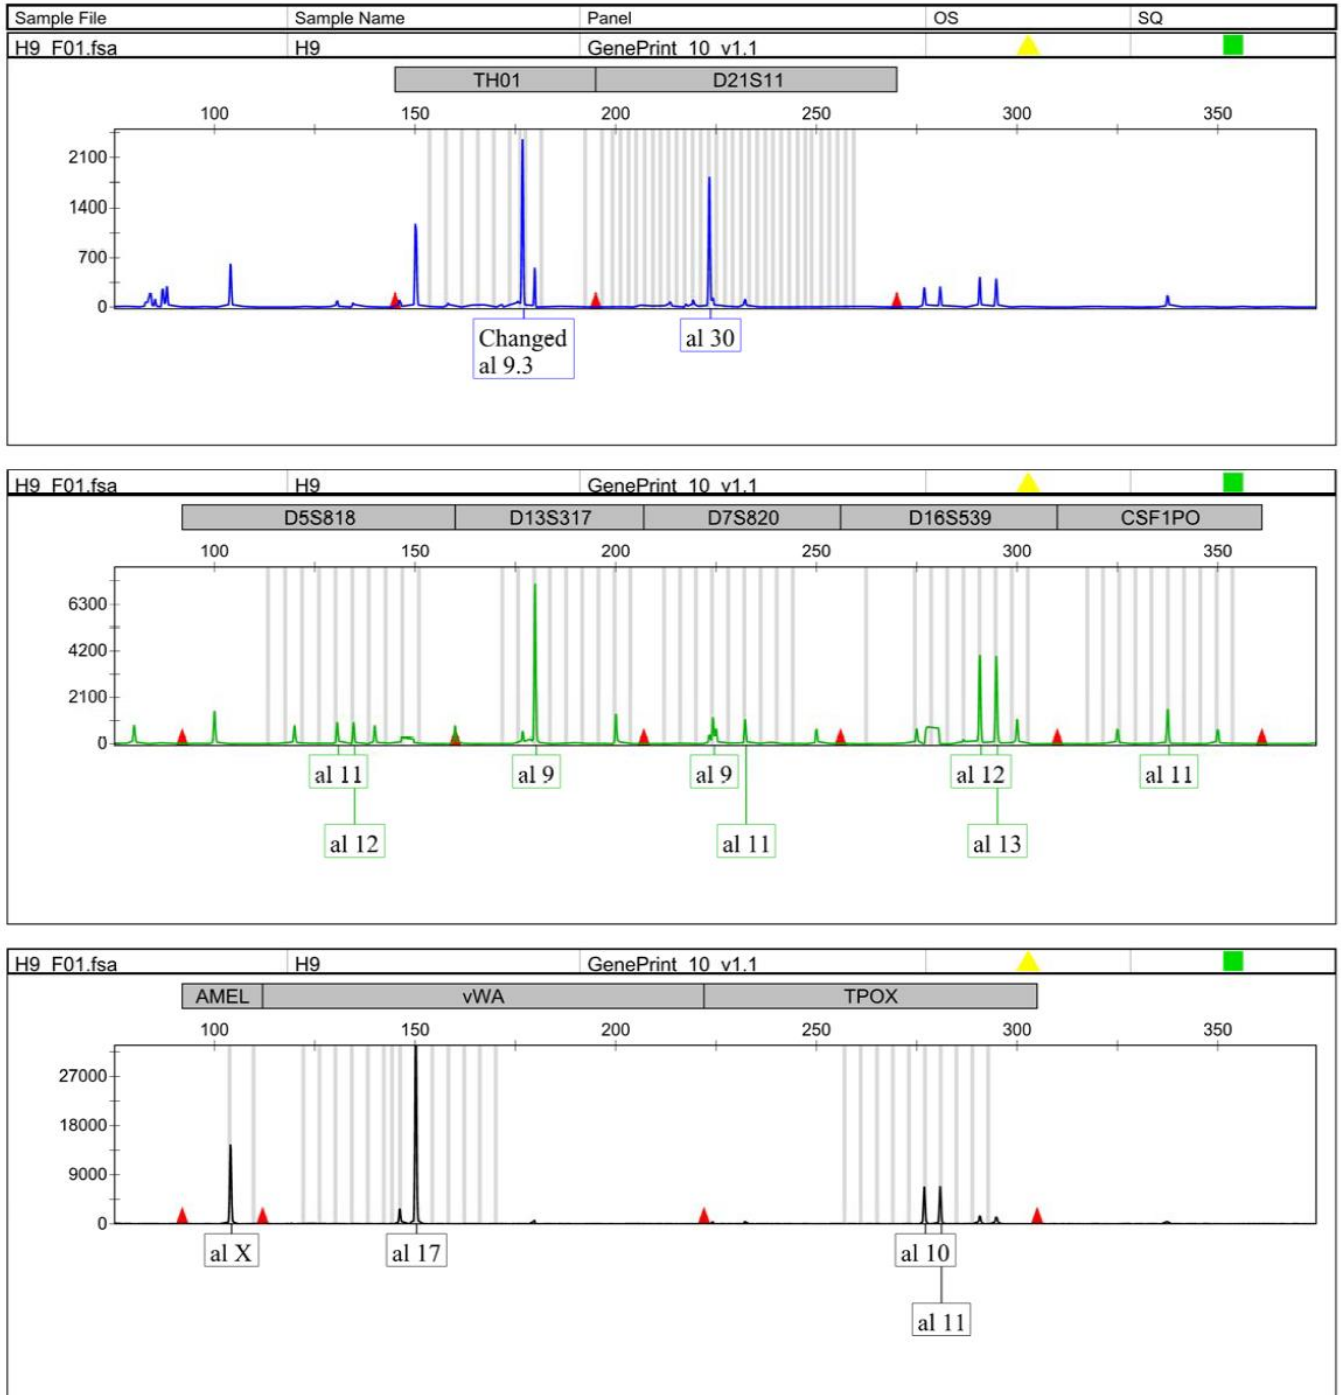 Sample File Sample Name Panel OS SQ
H9_F01.fsa H9 GenePrint_10_v1.1
TH01 D21S11
100 150 200 250 300 350
2100
1400
700
0
Changed
al 9.3
al 30
H9_F01.fsa H9 GenePrint_10_v1.1
D5S818 D13S317 D7S820 D16S539 CSF1PO
100 150 200 250 300 350
6300
4200
2100
0
al 11 al 9 al 9 al 12 al 11
al 12 al 11 al 13
H9_F01.fsa H9 GenePrint_10_v1.1
AMEL vWA TPOX
100 150 200 250 300 350
27000
18000
9000
0
al X al 17 al 10
al 11